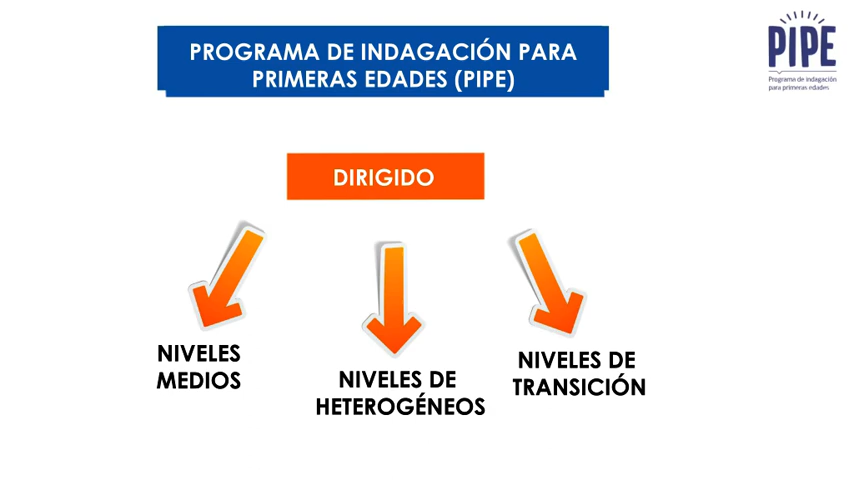 PROGRAMA DE INDAGACIÓN PARA
PRIMERAS EDADES (PIPE)
PIPE
Programa de indagación
para primeras edades
DIRIGIDO
NIVELES
MEDIOS
NIVELES DE
HETEROGÉNEOS
NIVELES DE
TRANSICIÓN